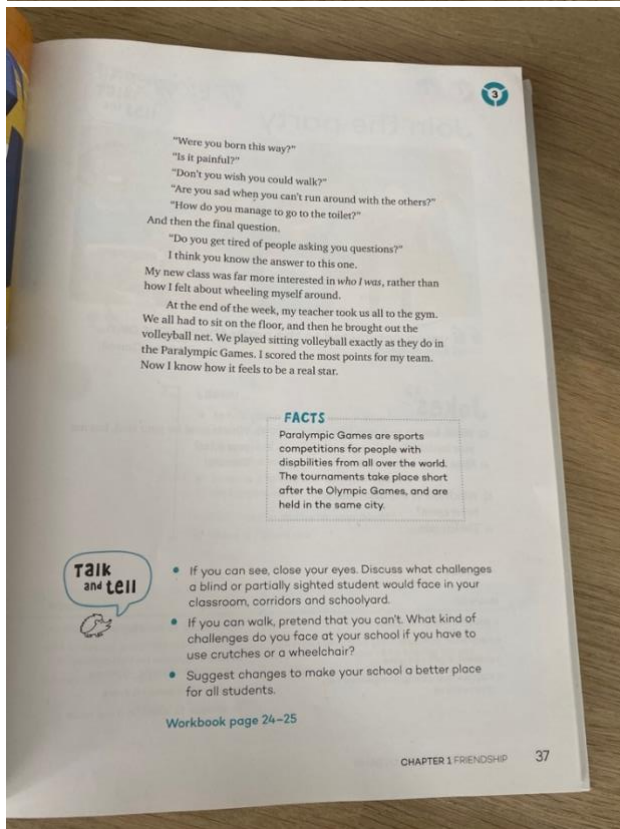 3
"Were you born this way?"
"Is it painful?"
"Don't you wish you could walk?"
"Are you sad when you can't run around with the others?"
"How do you manage to go to the toilet?"
And then the final question.
"Do you get tired of people asking you questions?"
I think you know the answer to this one.
My new class was far more interested in who I was, rather than
how I felt about wheeling myself around.
At the end of the week, my teacher took us all to the gym.
We all had to sit on the floor, and then he brought out the
volleyball net. We played sitting volleyball exactly as they do in
the Paralympic Games. I scored the most points for my team.
Now I know how it feels to be a real star.
FACTS
Paralympic Games are sports
competitions for people with
disabilities from all over the world.
The tournaments take place short
after the Olympic Games, and are
held in the same city.
Talk
and tell
• If you can see, close your eyes. Discuss what challenges
a blind or partially sighted student would face in your
classroom, corridors and schoolyard.
• If you can walk, pretend that you can't. What kind of
challenges do you face at your school if you have to
use crutches or a wheelchair?
• Suggest changes to make your school a better place
for all students.
Workbook page 24–25
CHAPTER 1 FRIENDSHIP 37